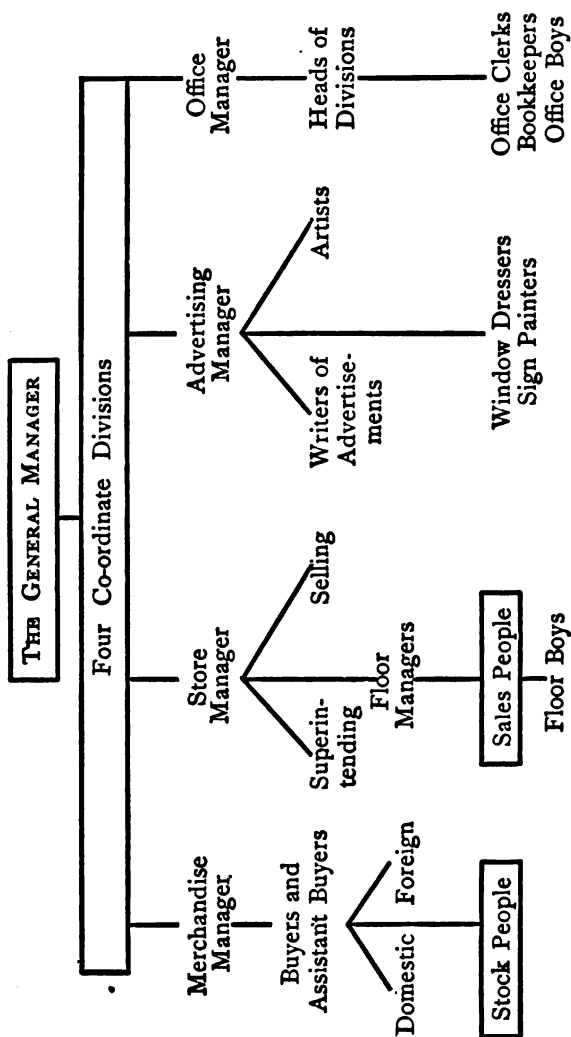 THE GENERAL MANAGER
Four Co-ordinate Divisions
Merchandise
Manager
Buyers and
Assistant Buyers
Domestic Foreign
Stock People
Store
Manager
Superin-
tending
Selling
Floor
Managers
Sales People
Floor Boys
Advertising
Manager
Writers of
Advertise-
ments
Artists
Window Dressers
Sign Painters
Office
Manager
Heads of
Divisions
Office Clerks
Bookkeepers
Office Boys